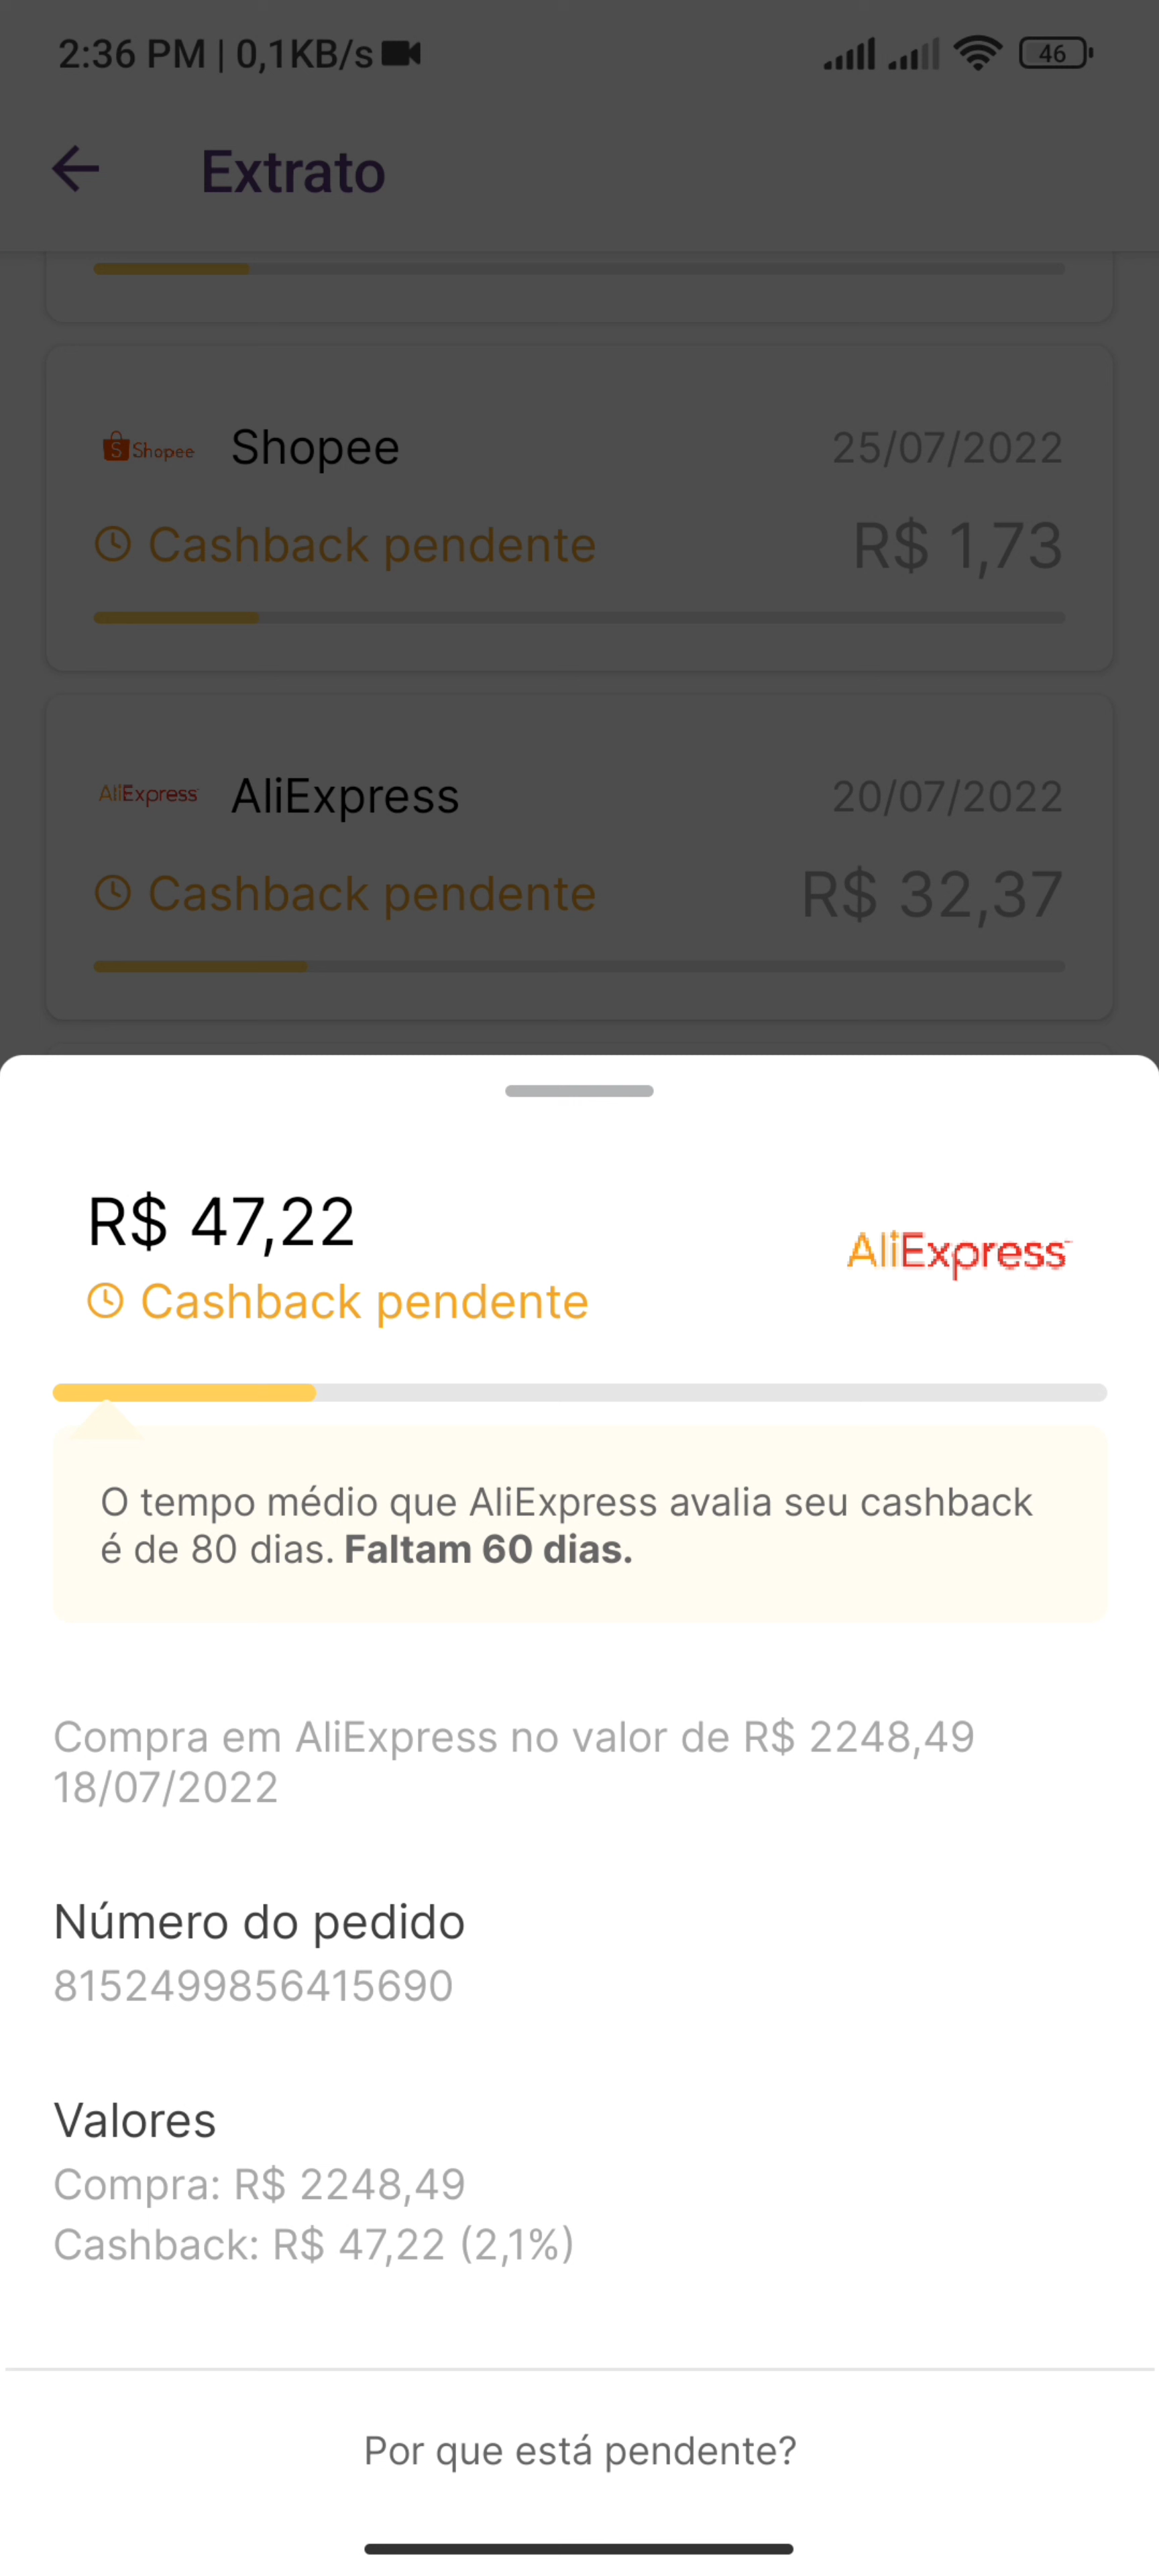 2:36 PM | 0,1KB/s
46
Extrato
Shopee Shopee 25/07/2022
Cashback pendente R$ 1,73
AliExpress AliExpress 20/07/2022
Cashback pendente R$ 32,37
R$ 47,22
AliExpress
Cashback pendente
O tempo médio que AliExpress avalia seu cashback
é de 80 dias. Faltam 60 dias.
Compra em AliExpress no valor de R$ 2248,49
18/07/2022
Número do pedido
8152499856415690
Valores
Compra: R$ 2248,49
Cashback: R$ 47,22 (2,1%)
Por que está pendente?